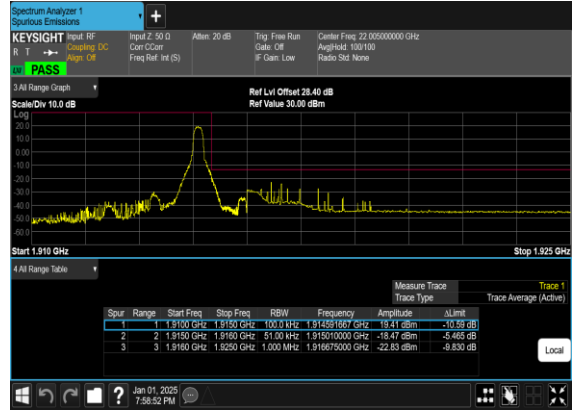 Spectrum Analyzer 1
Spurious Emissions
KEYSIGHT Input: RF Input Z: 50 Ω Atten: 20 dB Trig: Free Run Center Freq: 22.005000000 GHz
R T Coupling: DC Corr CCorr Gate: Off Avg|Hold: 100/100
Align: Off Freq Ref: Int (S) IF Gain: Low Radio Std: None
PASS
3 All Range Graph
Ref Lvl Offset 28.40 dB
Scale/Div 10.0 dB Ref Value 30.00 dBm
Log
20.0
10.0
0.00
-10.0
-20.0
-30.0
-40.0
-50.0
-60.0
Start 1.910 GHz Stop 1.925 GHz
4 All Range Table
Measure Trace Trace 1
Trace Type Trace Average (Active)
Spur Range Start Freq Stop Freq RBW Frequency Amplitude ΔLimit
1 1 1.9100 GHz 1.9150 GHz 100.0 kHz 1.914591667 GHz 19.41 dBm -10.59 dB
2 2 1.9150 GHz 1.9160 GHz 51.00 kHz 1.915010000 GHz -18.47 dBm -5.465 dB
3 3 1.9160 GHz 1.9250 GHz 1.000 MHz 1.916675000 GHz -22.83 dBm -9.830 dB
Local
? Jan 01, 2025
7:58:52 PM